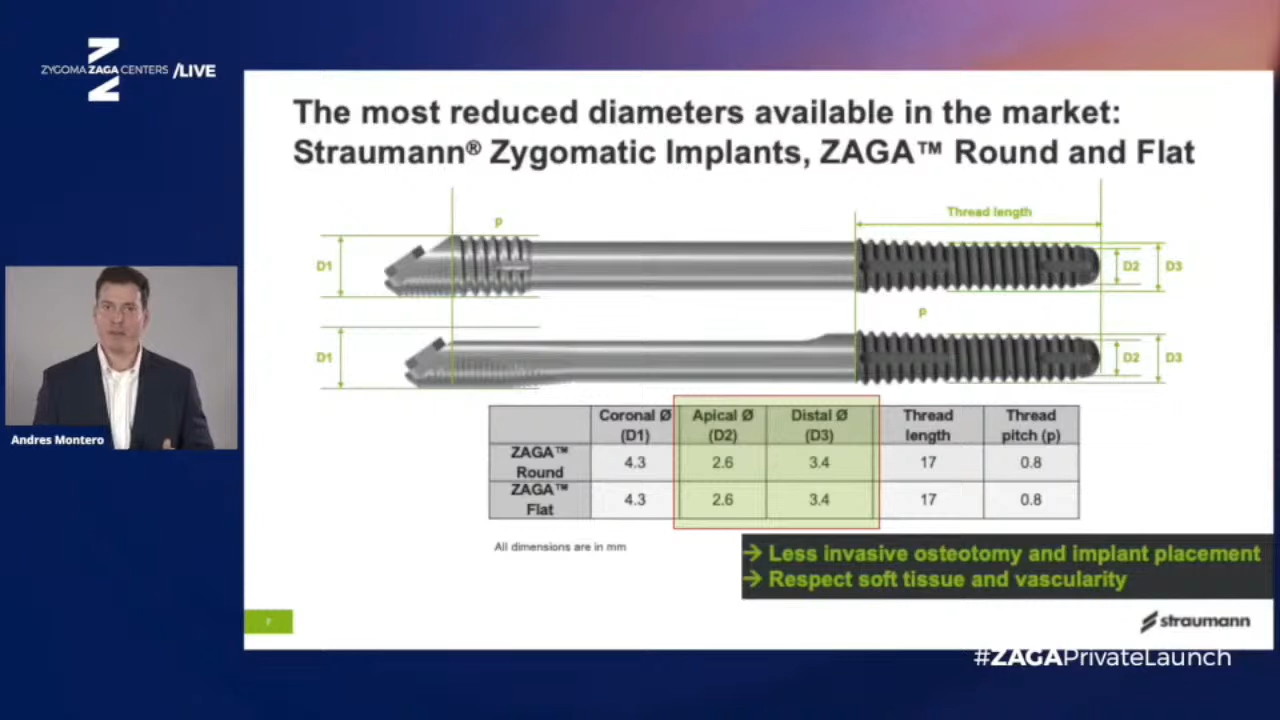 ZYGOMA ZAGA CENTERS /LIVE
The most reduced diameters available in the market:
Straumann® Zygomatic Implants, ZAGA™ Round and Flat
p
Thread length
D1
D2
D3
p
D1
D2
D3
Coronal Ø (D1)
Apical Ø (D2)
Distal Ø (D3)
Thread length
Thread pitch (p)
ZAGA™ Round
4.3
2.6
3.4
17
0.8
ZAGA™ Flat
4.3
2.6
3.4
17
0.8
All dimensions are in mm
→ Less invasive osteotomy and implant placement
→ Respect soft tissue and vascularity
Andres Montero
7
straumann
#ZAGAPrivateLaunch